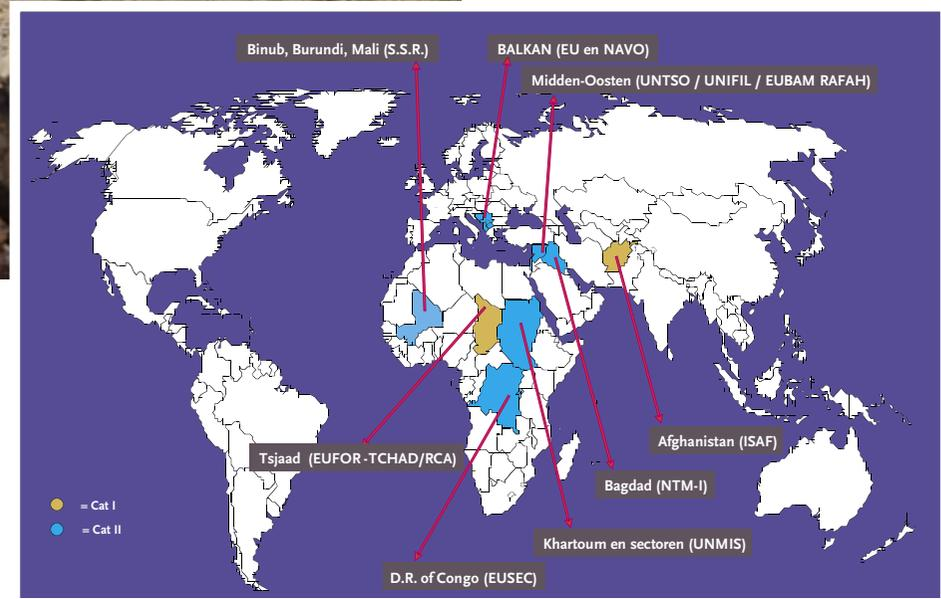 Binub, Burundi, Mali (S.S.R.)
BALKAN (EU en NAVO)
Midden-Oosten (UNTSO / UNIFIL / EUBAM RAFAH)
Afghanistan (ISAF)
Tsjaad (EUFOR-TCHAD/RCA)
Bagdad (NTM-I)
= Cat I
= Cat II
Khartoum en sectoren (UNMIS)
D.R. of Congo (EUSEC)